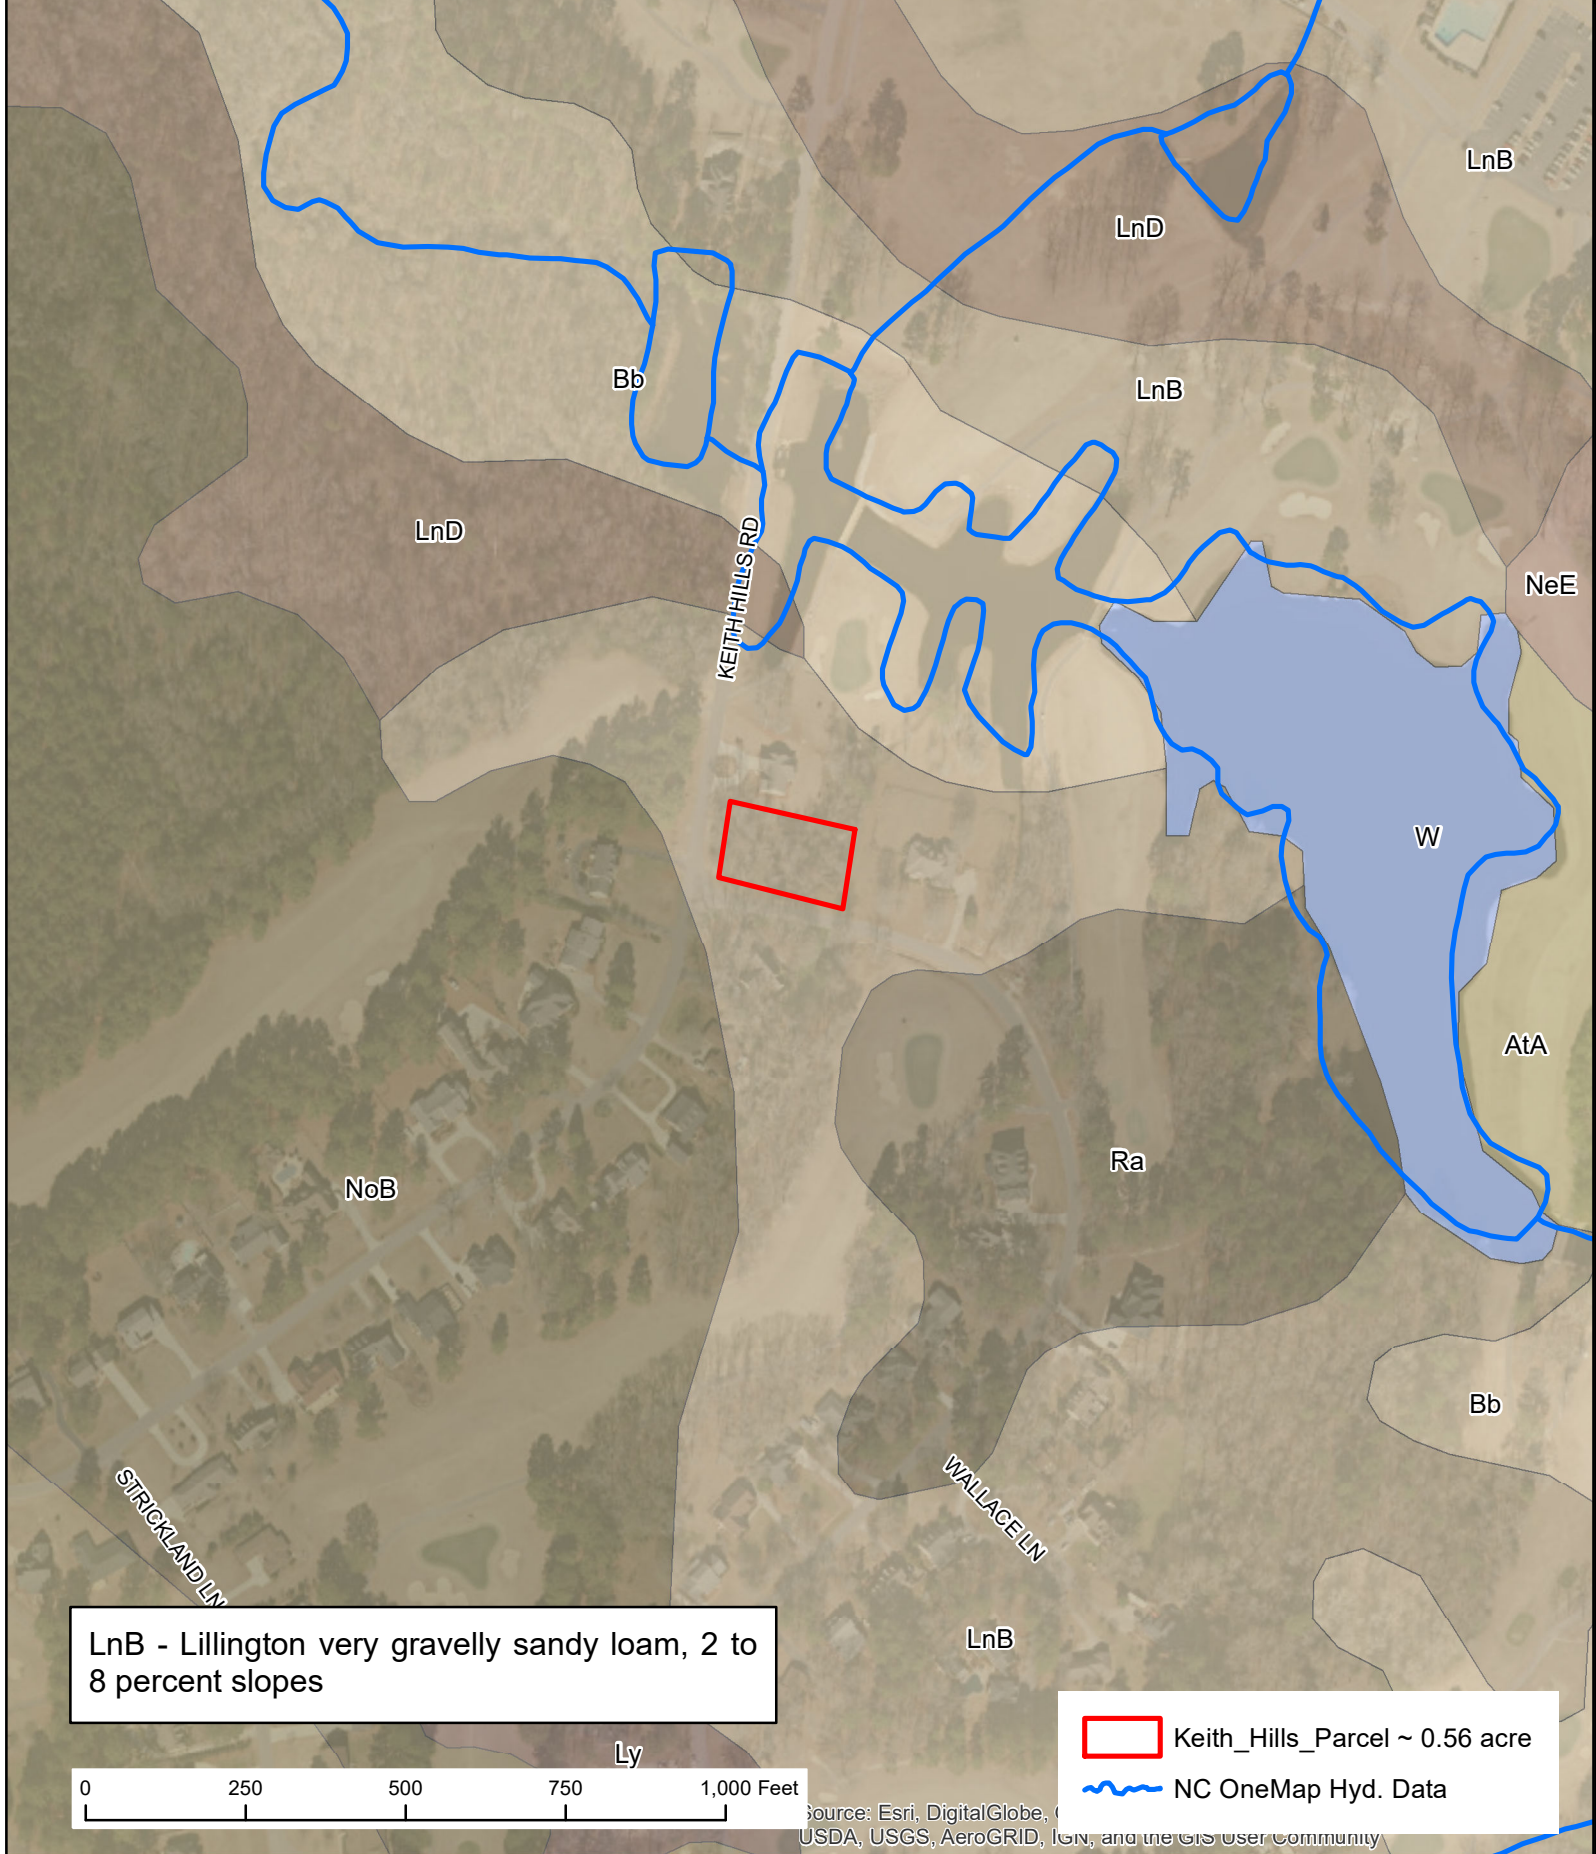 LnB
LnD
Bb
LnB
LnD
KEITH HILLS RD
NeE
W
AtA
Ra
NoB
Bb
STRICKLAND LN
WALLACE LN
LnB - Lillington very gravelly sandy loam, 2 to
8 percent slopes
LnB
Ly
Keith_Hills_Parcel ~ 0.56 acre
NC OneMap Hyd. Data
0 250 500 750 1,000 Feet
Source: Esri, DigitalGlobe,
USDA, USGS, AeroGRID, IGN, and the GIS User Community